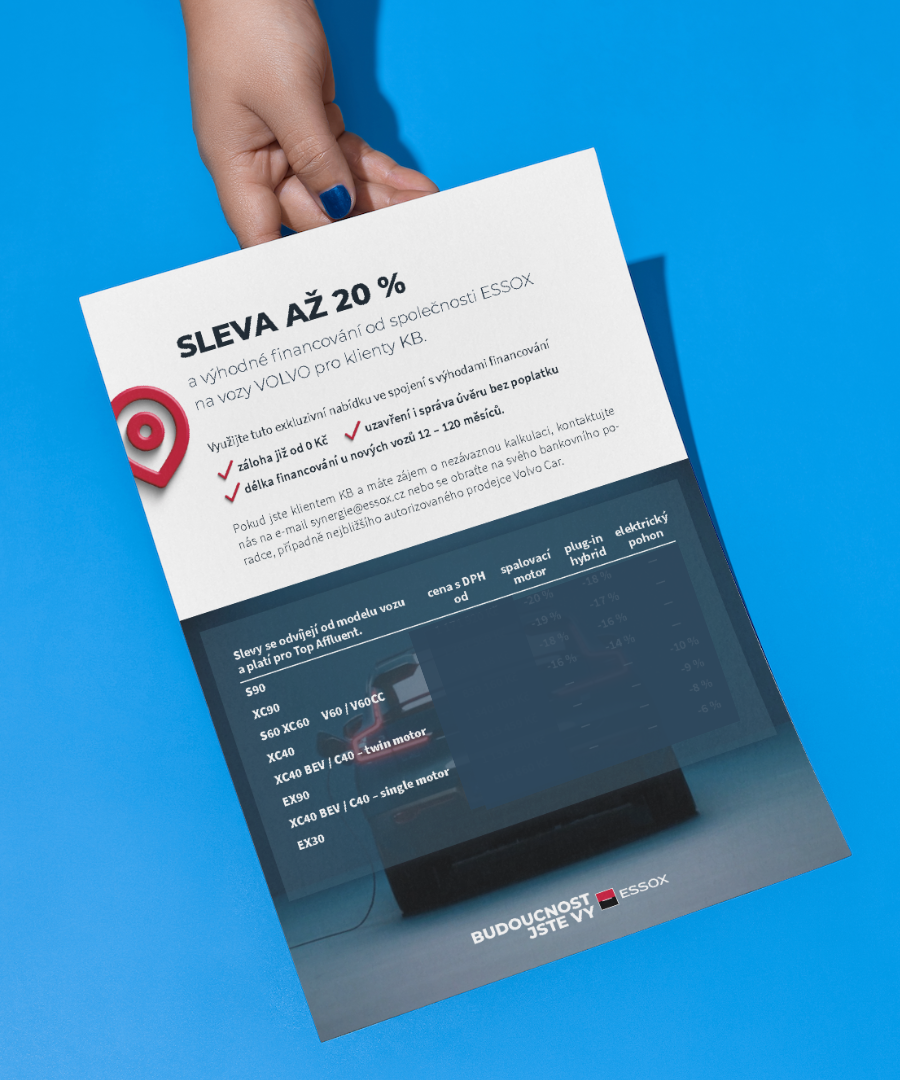 SLEVA AŽ 20 %
a výhodné financování od společnosti ESSOX
na vozy VOLVO pro klienty KB.
Využijte tuto exkluzivní nabídku ve spojení s výhodami financování
záloha již od 0 Kč uzavření i správa úvěru bez poplatku
délka financování u nových vozů 12 – 120 měsíců.
Pokud jste klientem KB a máte zájem o nezávaznou kalkulaci, kontaktujte
nás na e-mail synergie@essox.cz nebo se obraťte na svého bankovního po-
radce, případně nejbližšího autorizovaného prodejce Volvo Car.
Slevy se odvíjejí od modelu vozu
a platí pro Top Affluent.
cena s DPH
od
spalovací
motor
plug-in
hybrid
elektrický
pohon
S90 -20 % -18 % –
XC90 -19 % -17 % –
S60 XC60 V60 / V60CC -18 % -16 % –
XC40 -16 % -14 % –
XC40 BEV / C40 – twin motor – – -10 %
EX90 – – -9 %
XC40 BEV / C40 – single motor – – -8 %
EX30 – –
BUDOUCNOST
JSTE VY
ESSOX